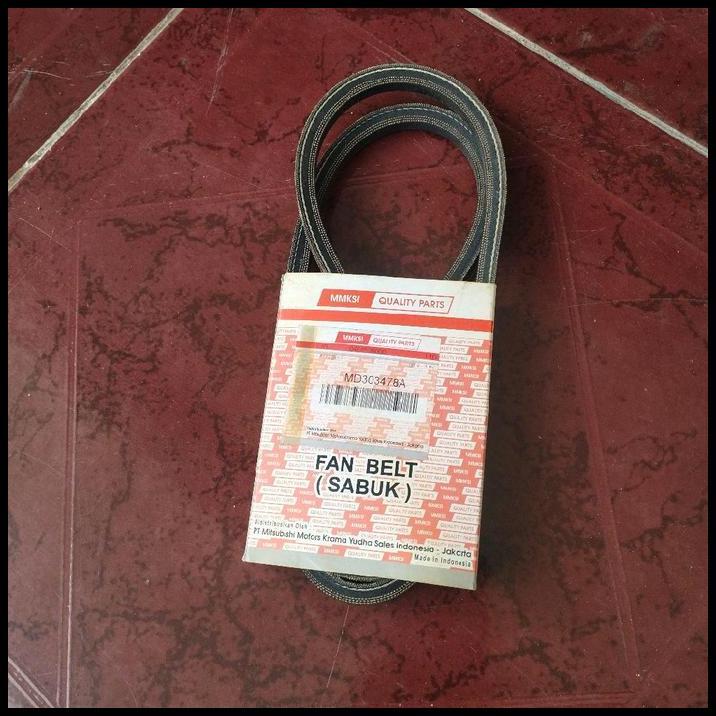 MMKSI QUALITY PARTS
MMKSI QUALITY PARTS
MD303478A
FAN BELT
(SABUK)
Didistribusikan Oleh
PT Mitsubishi Motors Krama Yudha Sales Indonesia - Jakarta
Made in Indonesia